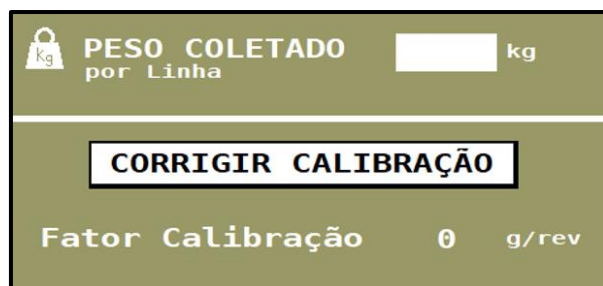 Kg PESO COLETADO kg
por Linha
CORRIGIR CALIBRAÇÃO
Fator Calibração 0 g/rev